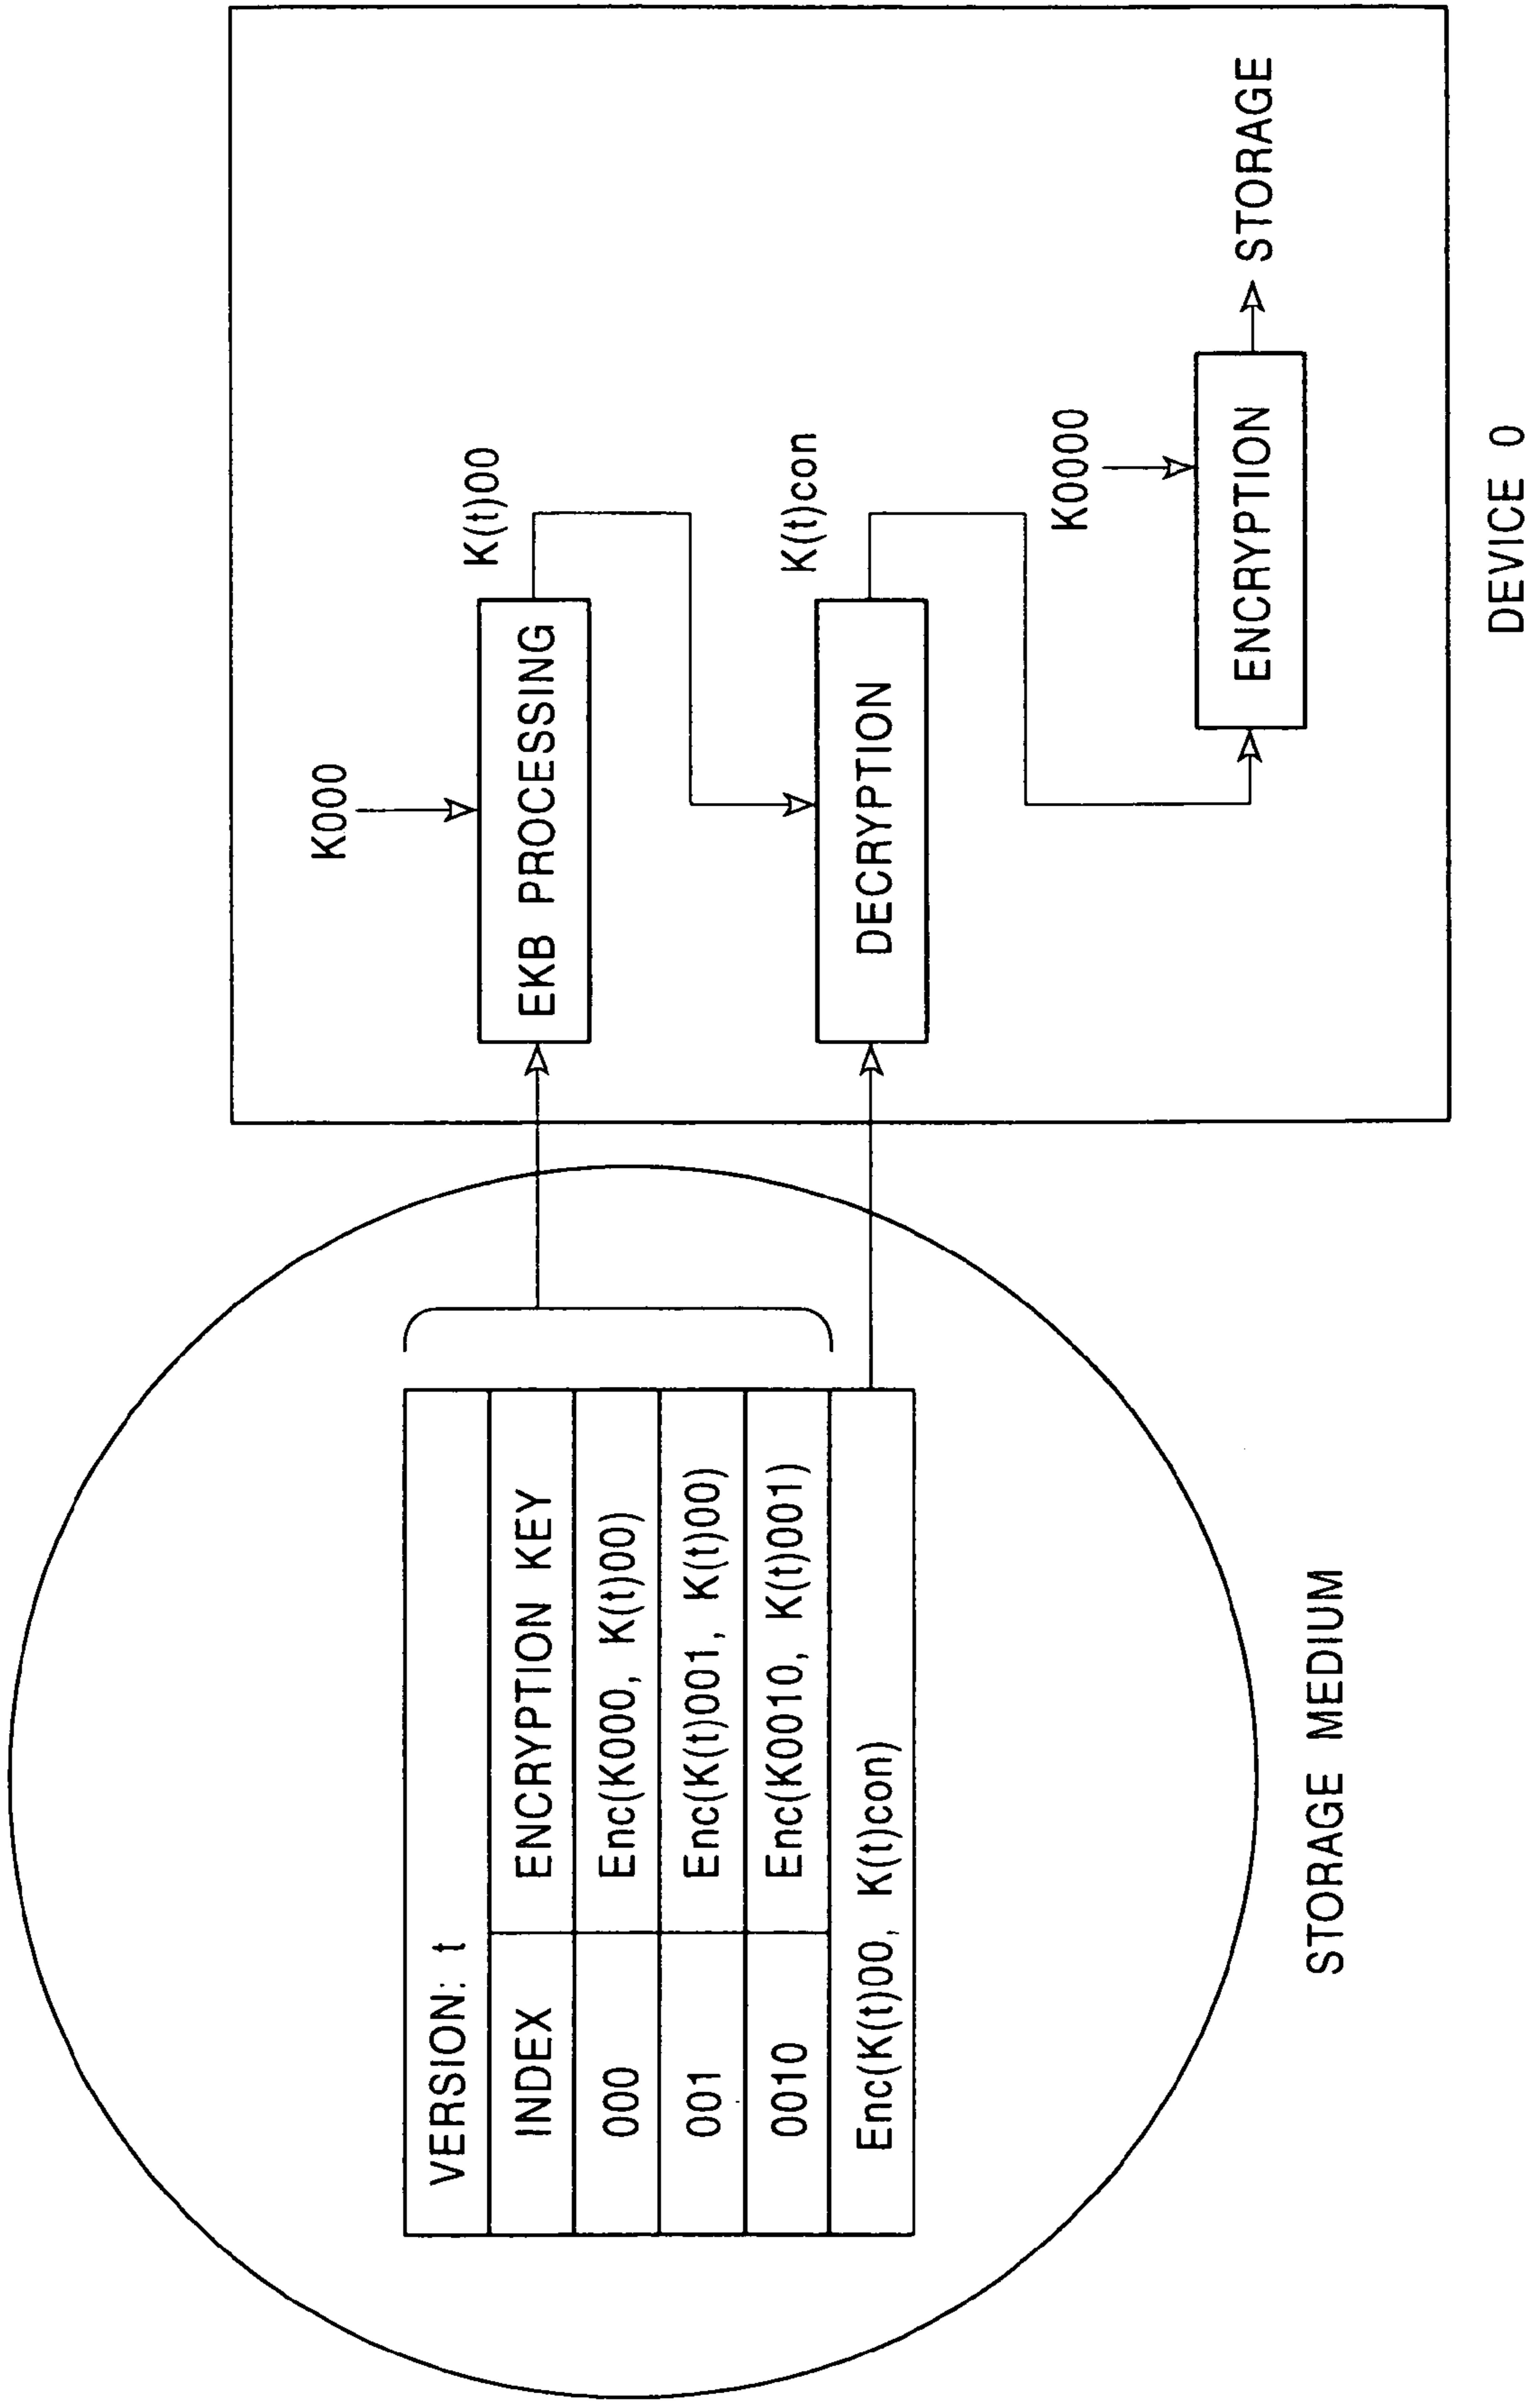 VERSION: t
INDEX ENCRYPTION KEY
000 Enc(K000, K(t)00)
001 Enc(K(t)001, K(t)00)
0010 Enc(K0010, K(t)001)
Enc(K(t)00, K(t)con)
STORAGE MEDIUM
K000
EKB PROCESSING
K(t)00
DECRYPTION
K(t)con
K0000
ENCRYPTION
STORAGE
DEVICE 0